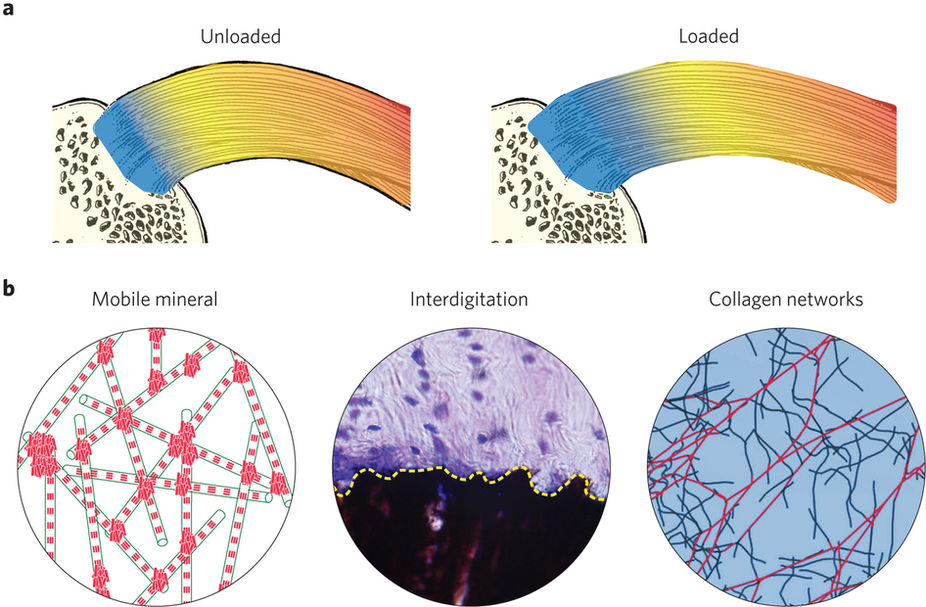 a
Unloaded
Loaded
b
Mobile mineral
Interdigitation
Collagen networks